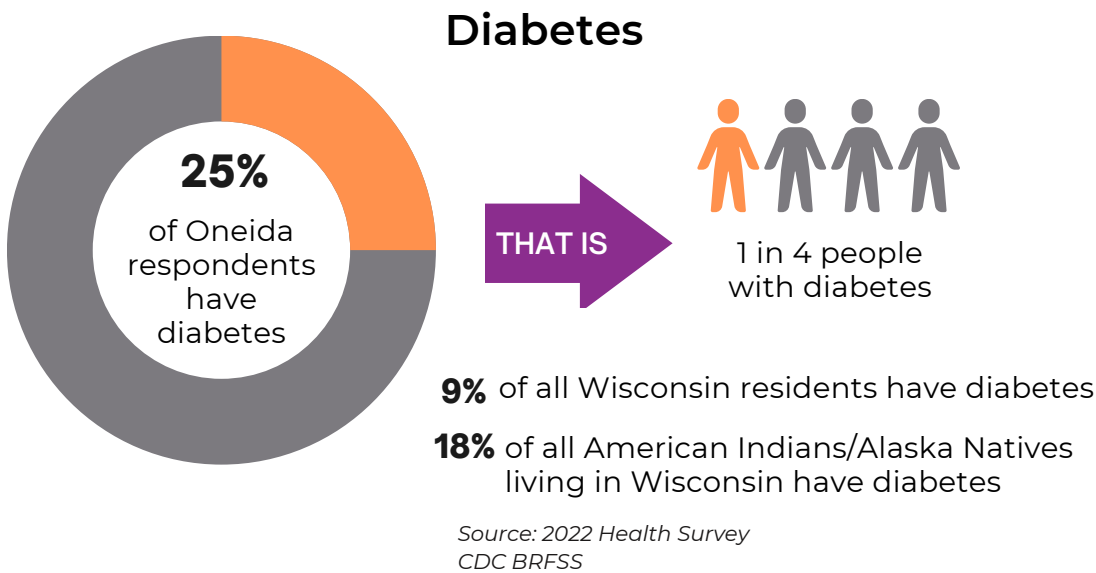 Diabetes
25%
of Oneida
respondents
have
diabetes
THAT IS
1 in 4 people
with diabetes
9% of all Wisconsin residents have diabetes
18% of all American Indians/Alaska Natives
living in Wisconsin have diabetes
Source: 2022 Health Survey
CDC BRFSS